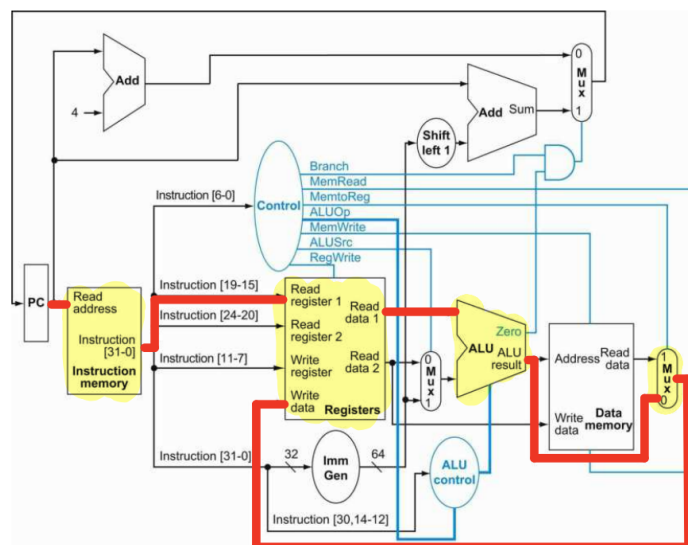 Add
4
Add Sum
0
Mux
1
Shift
left 1
Branch
MemRead
MemtoReg
ALUOp
MemWrite
ALUSrc
RegWrite
Control
Instruction [6-0]
Instruction [19-15]
Instruction [24-20]
Instruction [11-7]
Instruction [31-0]
PC
Read
address
Instruction
[31-0]
Instruction
memory
Read
register 1
Read
data 1
Read
register 2
Write
register
Read
data 2
Write
data
Registers
0
Mux
1
Zero
ALU
ALU
result
Address
Read
data
Write
data
Data
memory
1
Mux
0
32
Imm
Gen
64
ALU
control
Instruction [30,14-12]